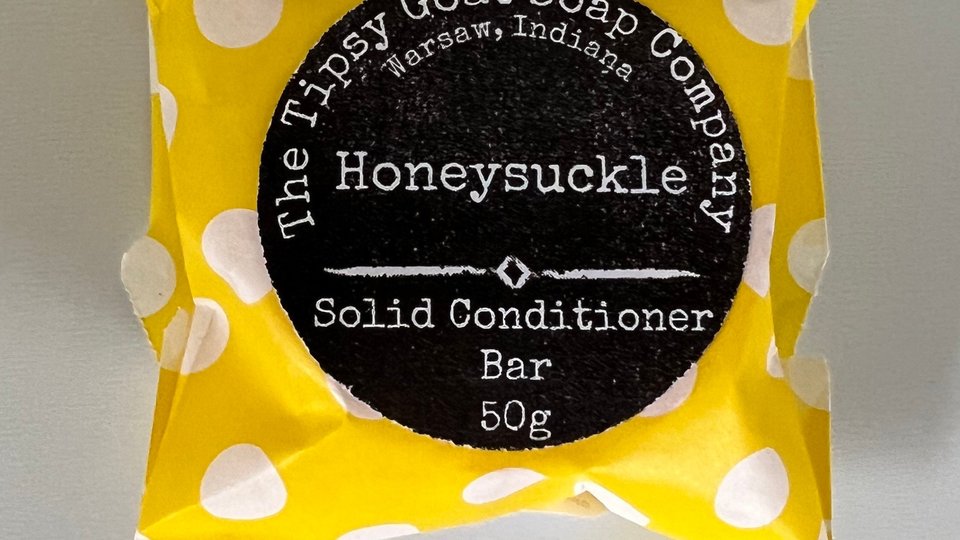 The Tipsy Goat Soap Company
Warsaw, Indiana
Honeysuckle
Solid Conditioner
Bar
50g